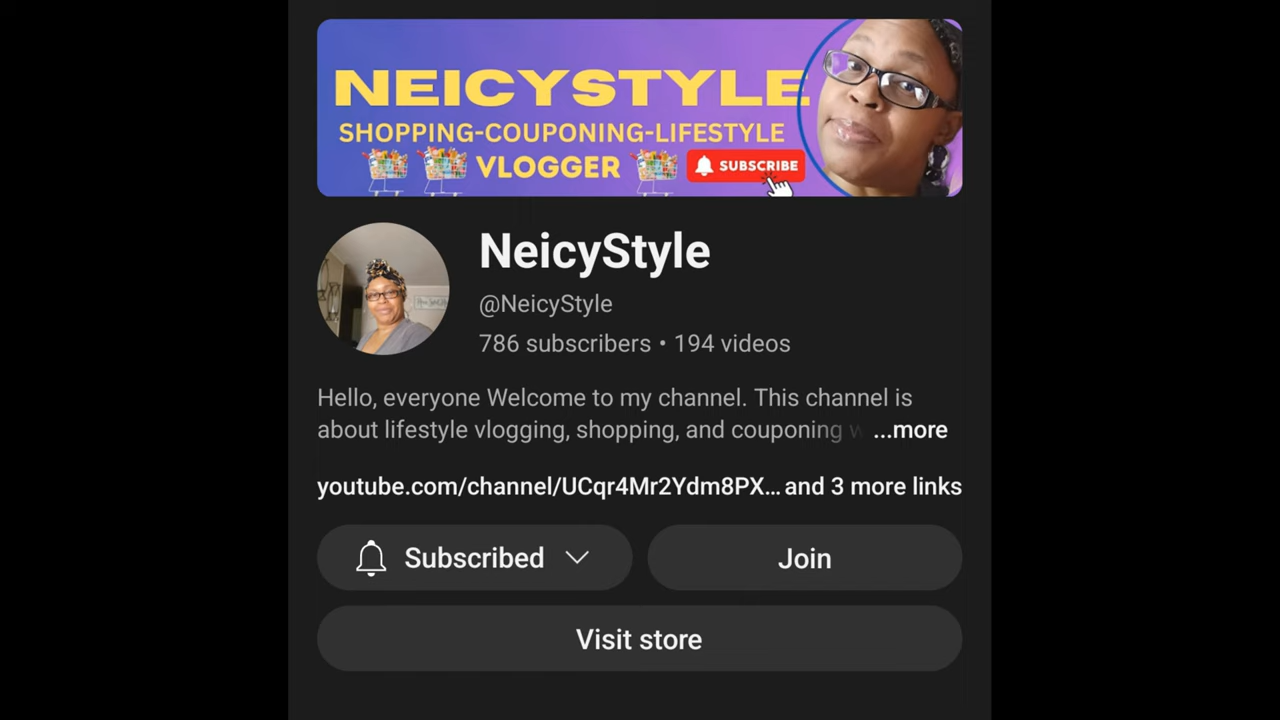 NEICYSTYLE
SHOPPING-COUPONING-LIFESTYLE
VLOGGER
SUBSCRIBE
NeicyStyle
@NeicyStyle
786 subscribers • 194 videos
Hello, everyone Welcome to my channel. This channel is
about lifestyle vlogging, shopping, and couponing ...more
youtube.com/channel/UCqr4Mr2Ydm8PX... and 3 more links
Subscribed
Join
Visit store